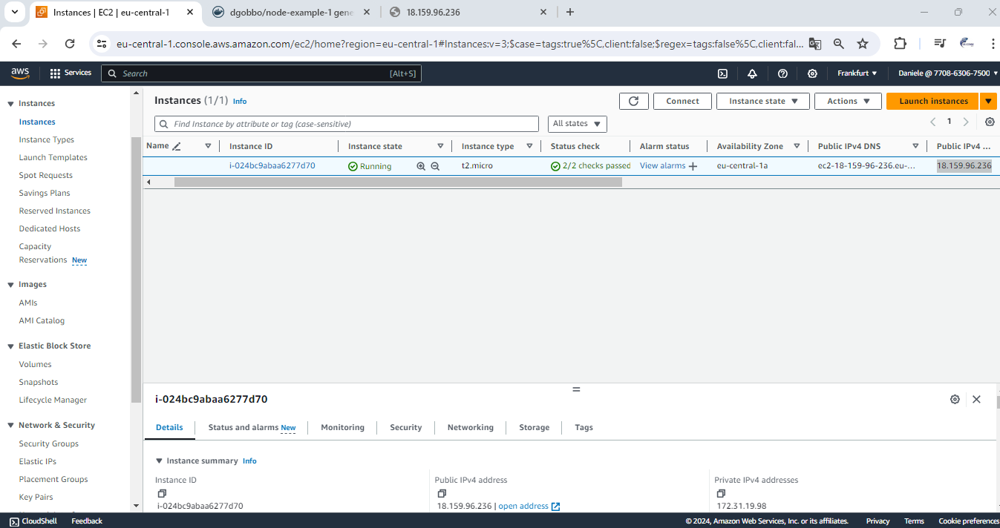 Instances | EC2 | eu-central-1
dgobbo/node-example-1 gene
18.159.96.236
eu-central-1.console.aws.amazon.com/ec2/home?region=eu-central-1#Instances:v=3;$case=tags:true%5C,client:false;$regex=tags:false%5C,client:fal...
aws
Services
Search
[Alt+S]
Frankfurt
Daniele @ 7708-6306-7500
Instances
Instances
Instance Types
Launch Templates
Spot Requests
Savings Plans
Reserved Instances
Dedicated Hosts
Capacity
Reservations New
Images
AMIs
AMI Catalog
Elastic Block Store
Volumes
Snapshots
Lifecycle Manager
Network & Security
Security Groups
Elastic IPs
Placement Groups
Key Pairs
Instances (1/1) Info
Connect
Instance state
Actions
Launch instances
Find Instance by attribute or tag (case-sensitive)
All states
1
Name Instance ID Instance state Instance type Status check Alarm status Availability Zone Public IPv4 DNS Public IPv4 ...
i-024bc9abaa6277d70 Running t2.micro 2/2 checks passed View alarms eu-central-1a ec2-18-159-96-236.eu-... 18.159.96.236
i-024bc9abaa6277d70
Details Status and alarms New Monitoring Security Networking Storage Tags
Instance summary Info
Instance ID
i-024bc9abaa6277d70
Public IPv4 address
18.159.96.236 | open address
Private IPv4 addresses
172.31.19.98
CloudShell Feedback © 2024, Amazon Web Services, Inc. or its affiliates. Privacy Terms Cookie preferences